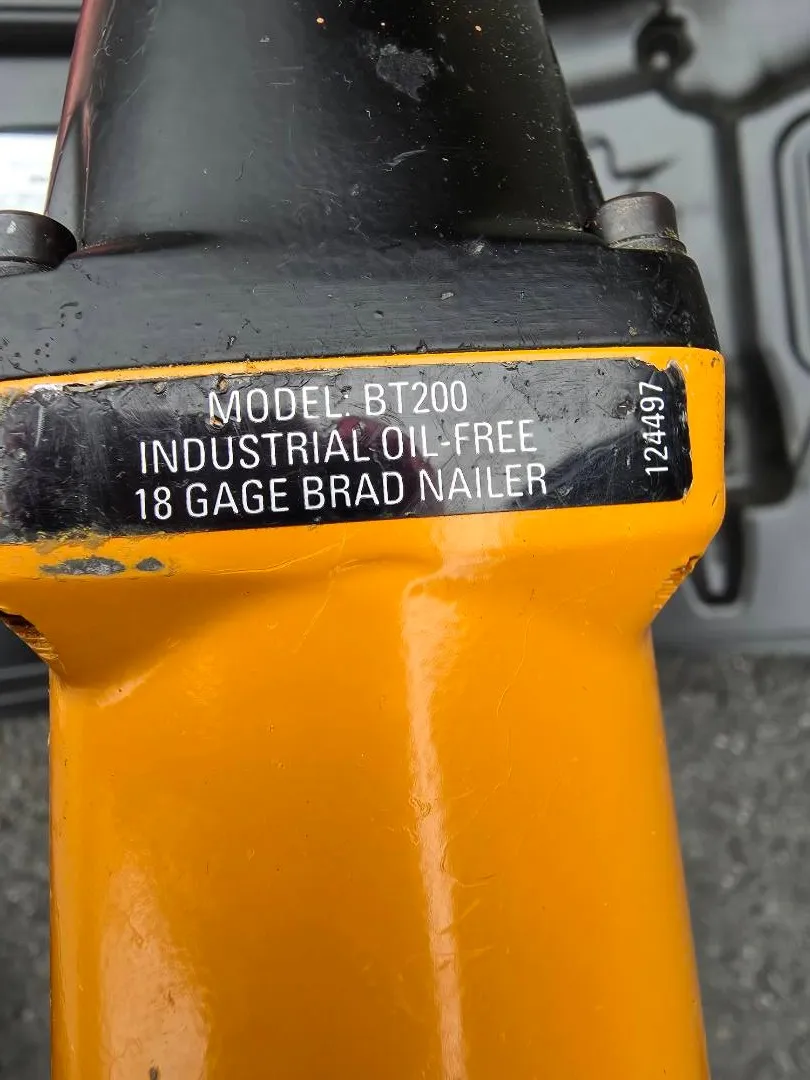 MODEL: BT200
INDUSTRIAL OIL-FREE
18 GAGE BRAD NAILER
124497